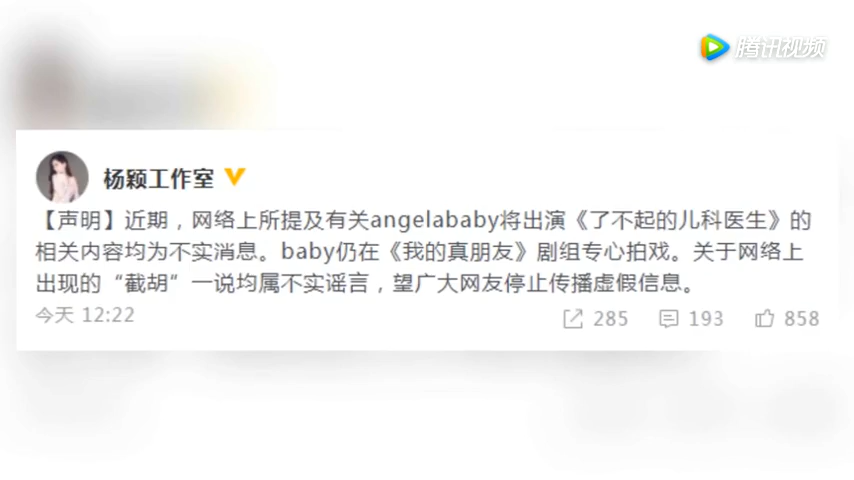 腾讯视频
杨颖工作室
【声明】近期，网络上所提及有关angelababy将出演《了不起的儿科医生》的
相关内容均为不实消息。baby仍在《我的真朋友》剧组专心拍戏。关于网络上
出现的“截胡”一说均属不实谣言，望广大网友停止传播虚假信息。
今天 12:22
285 193 858